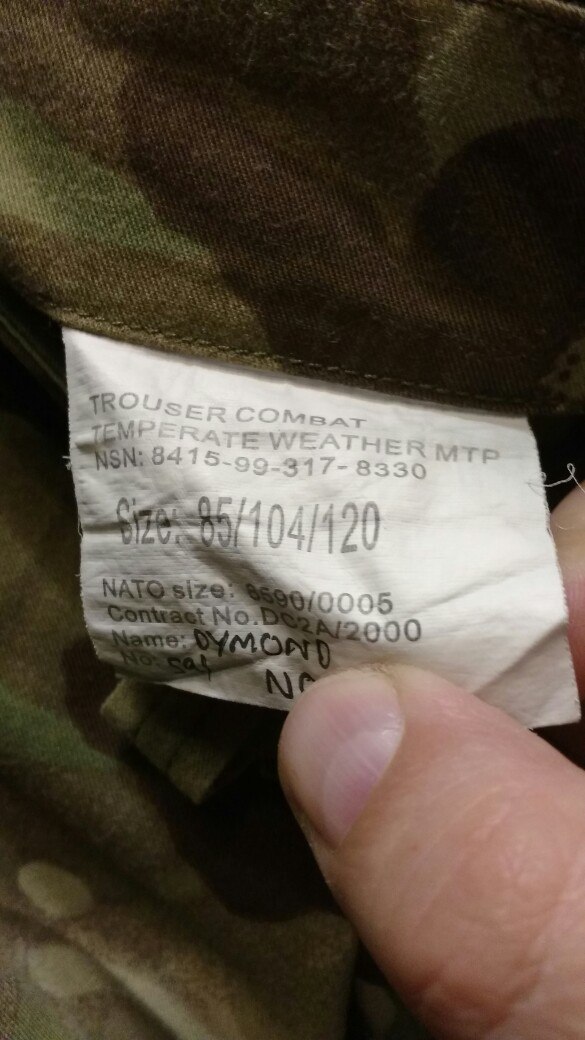 TROUSER COMBAT
TEMPERATE WEATHER MTP
NSN: 8415-99-317-8330
Size: 85/104/120
NATO size: 8590/0005
Contract No.DC2A/2000
Name: DYMOND
No: